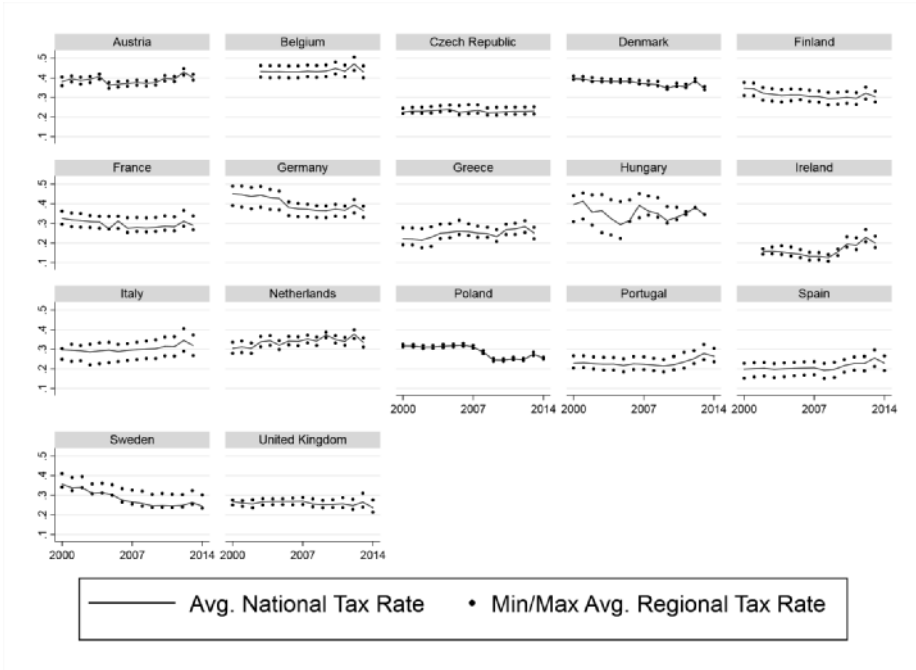 Austria Belgium Czech Republic Denmark Finland
.5
.4
.3
.2
.1
France Germany Greece Hungary Ireland
.5
.4
.3
.2
.1
Italy Netherlands Poland Portugal Spain
.5
.4
.3
.2
.1
2000 2007 2014 2000 2007 2014 2000 2007 2014
Sweden United Kingdom
.5
.4
.3
.2
.1
2000 2007 2014 2000 2007 2014
Avg. National Tax Rate Min/Max Avg. Regional Tax Rate